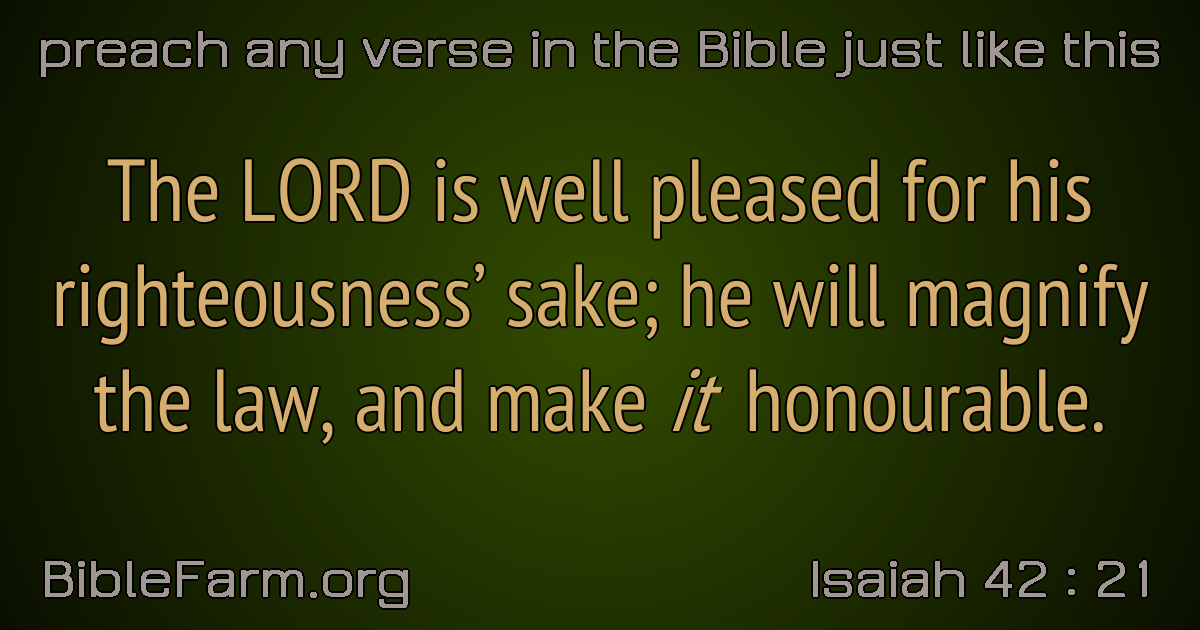 preach any verse in the Bible just like this
The LORD is well pleased for his
righteousness’ sake; he will magnify
the law, and make it honourable.
BibleFarm.org
Isaiah 42 : 21